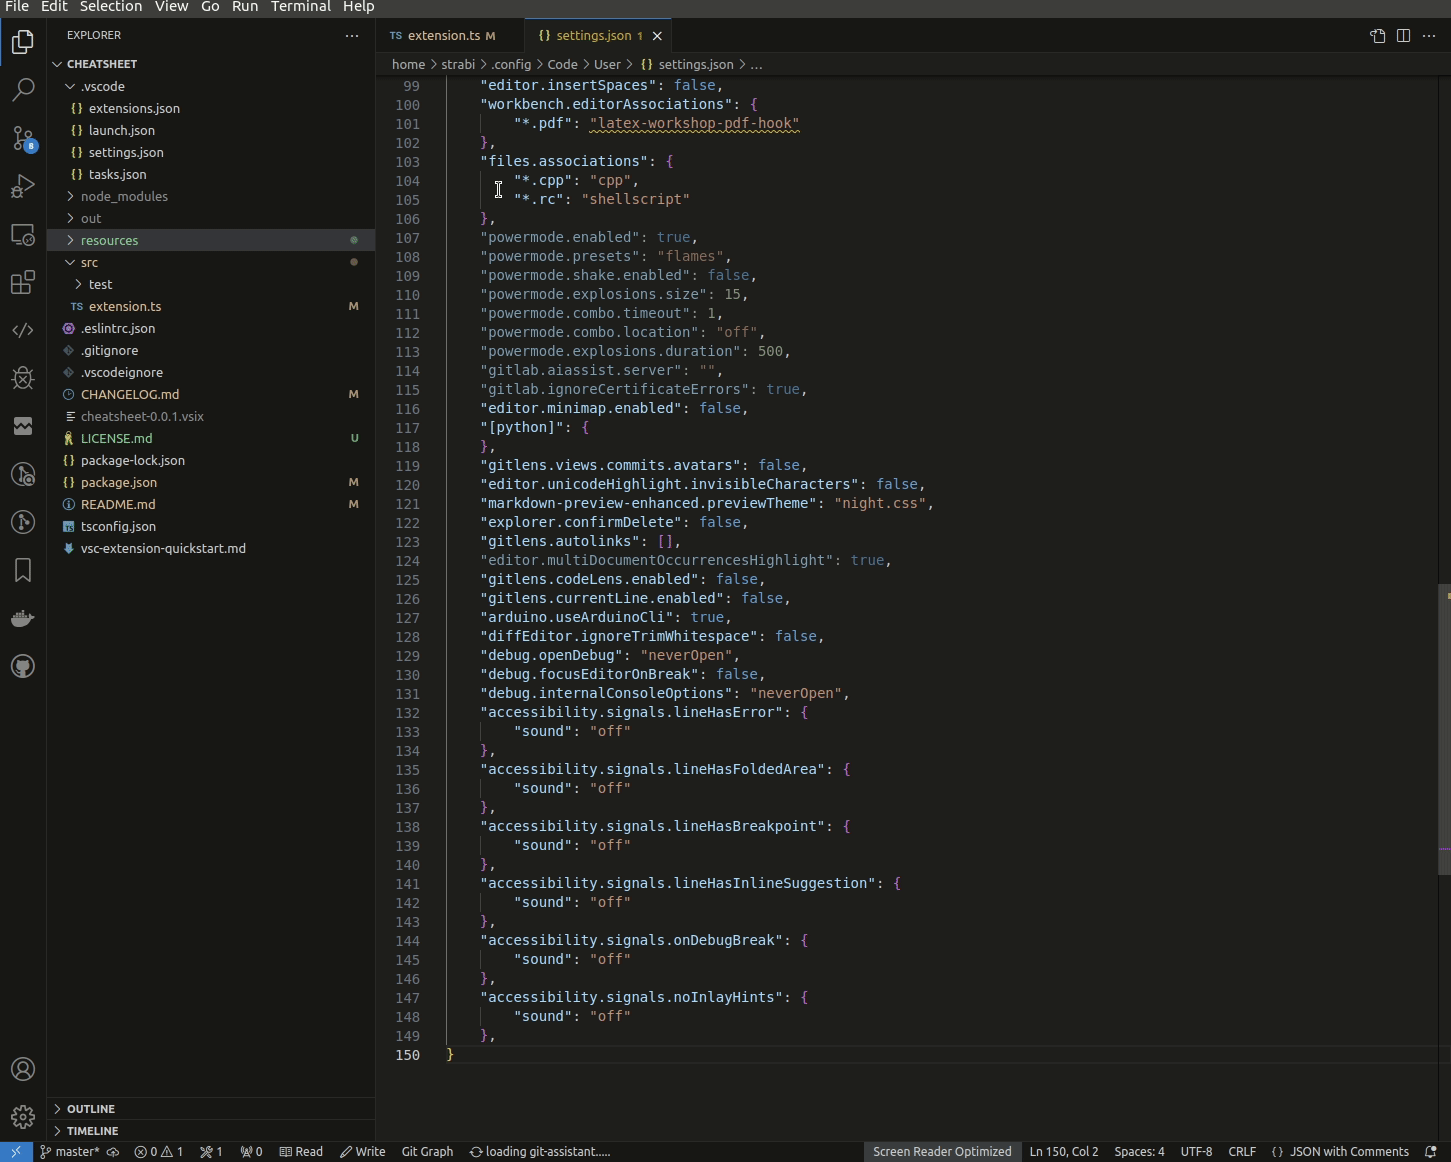 File Edit Selection View Go Run Terminal Help
EXPLORER ···
TS extension.ts M
{} settings.json 1 ×
CHEATSHEET
home > strabi > .config > Code > User > {} settings.json > ...
.vscode
{} extensions.json
{} launch.json
{} settings.json
{} tasks.json
node_modules
out
resources
src
test
TS extension.ts M
.eslintrc.json
.gitignore
.vscodeignore
CHANGELOG.md M
cheatsheet-0.0.1.vsix
LICENSE.md U
{} package-lock.json
{} package.json M
README.md M
tsconfig.json
vsc-extension-quickstart.md
OUTLINE
TIMELINE
8
99 "editor.insertSpaces": false,
100 "workbench.editorAssociations": {
101 "*.pdf": "latex-workshop-pdf-hook"
102 },
103 "files.associations": {
104 "*.cpp": "cpp",
105 "*.rc": "shellscript"
106 },
107 "powermode.enabled": true,
108 "powermode.presets": "flames",
109 "powermode.shake.enabled": false,
110 "powermode.explosions.size": 15,
111 "powermode.combo.timeout": 1,
112 "powermode.combo.location": "off",
113 "powermode.explosions.duration": 500,
114 "gitlab.aiassist.server": "",
115 "gitlab.ignoreCertificateErrors": true,
116 "editor.minimap.enabled": false,
117 "[python]": {
118 },
119 "gitlens.views.commits.avatars": false,
120 "editor.unicodeHighlight.invisibleCharacters": false,
121 "markdown-preview-enhanced.previewTheme": "night.css",
122 "explorer.confirmDelete": false,
123 "gitlens.autolinks": [],
124 "editor.multiDocumentOccurrencesHighlight": true,
125 "gitlens.codeLens.enabled": false,
126 "gitlens.currentLine.enabled": false,
127 "arduino.useArduinoCli": true,
128 "diffEditor.ignoreTrimWhitespace": false,
129 "debug.openDebug": "neverOpen",
130 "debug.focusEditorOnBreak": false,
131 "debug.internalConsoleOptions": "neverOpen",
132 "accessibility.signals.lineHasError": {
133 "sound": "off"
134 },
135 "accessibility.signals.lineHasFoldedArea": {
136 "sound": "off"
137 },
138 "accessibility.signals.lineHasBreakpoint": {
139 "sound": "off"
140 },
141 "accessibility.signals.lineHasInlineSuggestion": {
142 "sound": "off"
143 },
144 "accessibility.signals.onDebugBreak": {
145 "sound": "off"
146 },
147 "accessibility.signals.noInlayHints": {
148 "sound": "off"
149 },
150 }
master* 0 1 1 0 Read Write Git Graph loading git-assistant..... Screen Reader Optimized Ln 150, Col 2 Spaces: 4 UTF-8 CRLF {} JSON with Comments